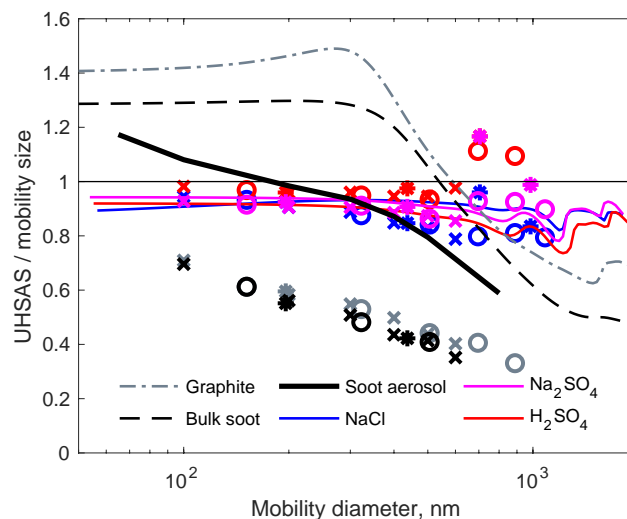 UHSAS / mobility size
1.6
1.4
1.2
1
0.8
0.6
0.4
0.2
0
Graphite
Soot aerosol
Na2SO4
Bulk soot
NaCl
H2SO4
10^2
10^3
Mobility diameter, nm